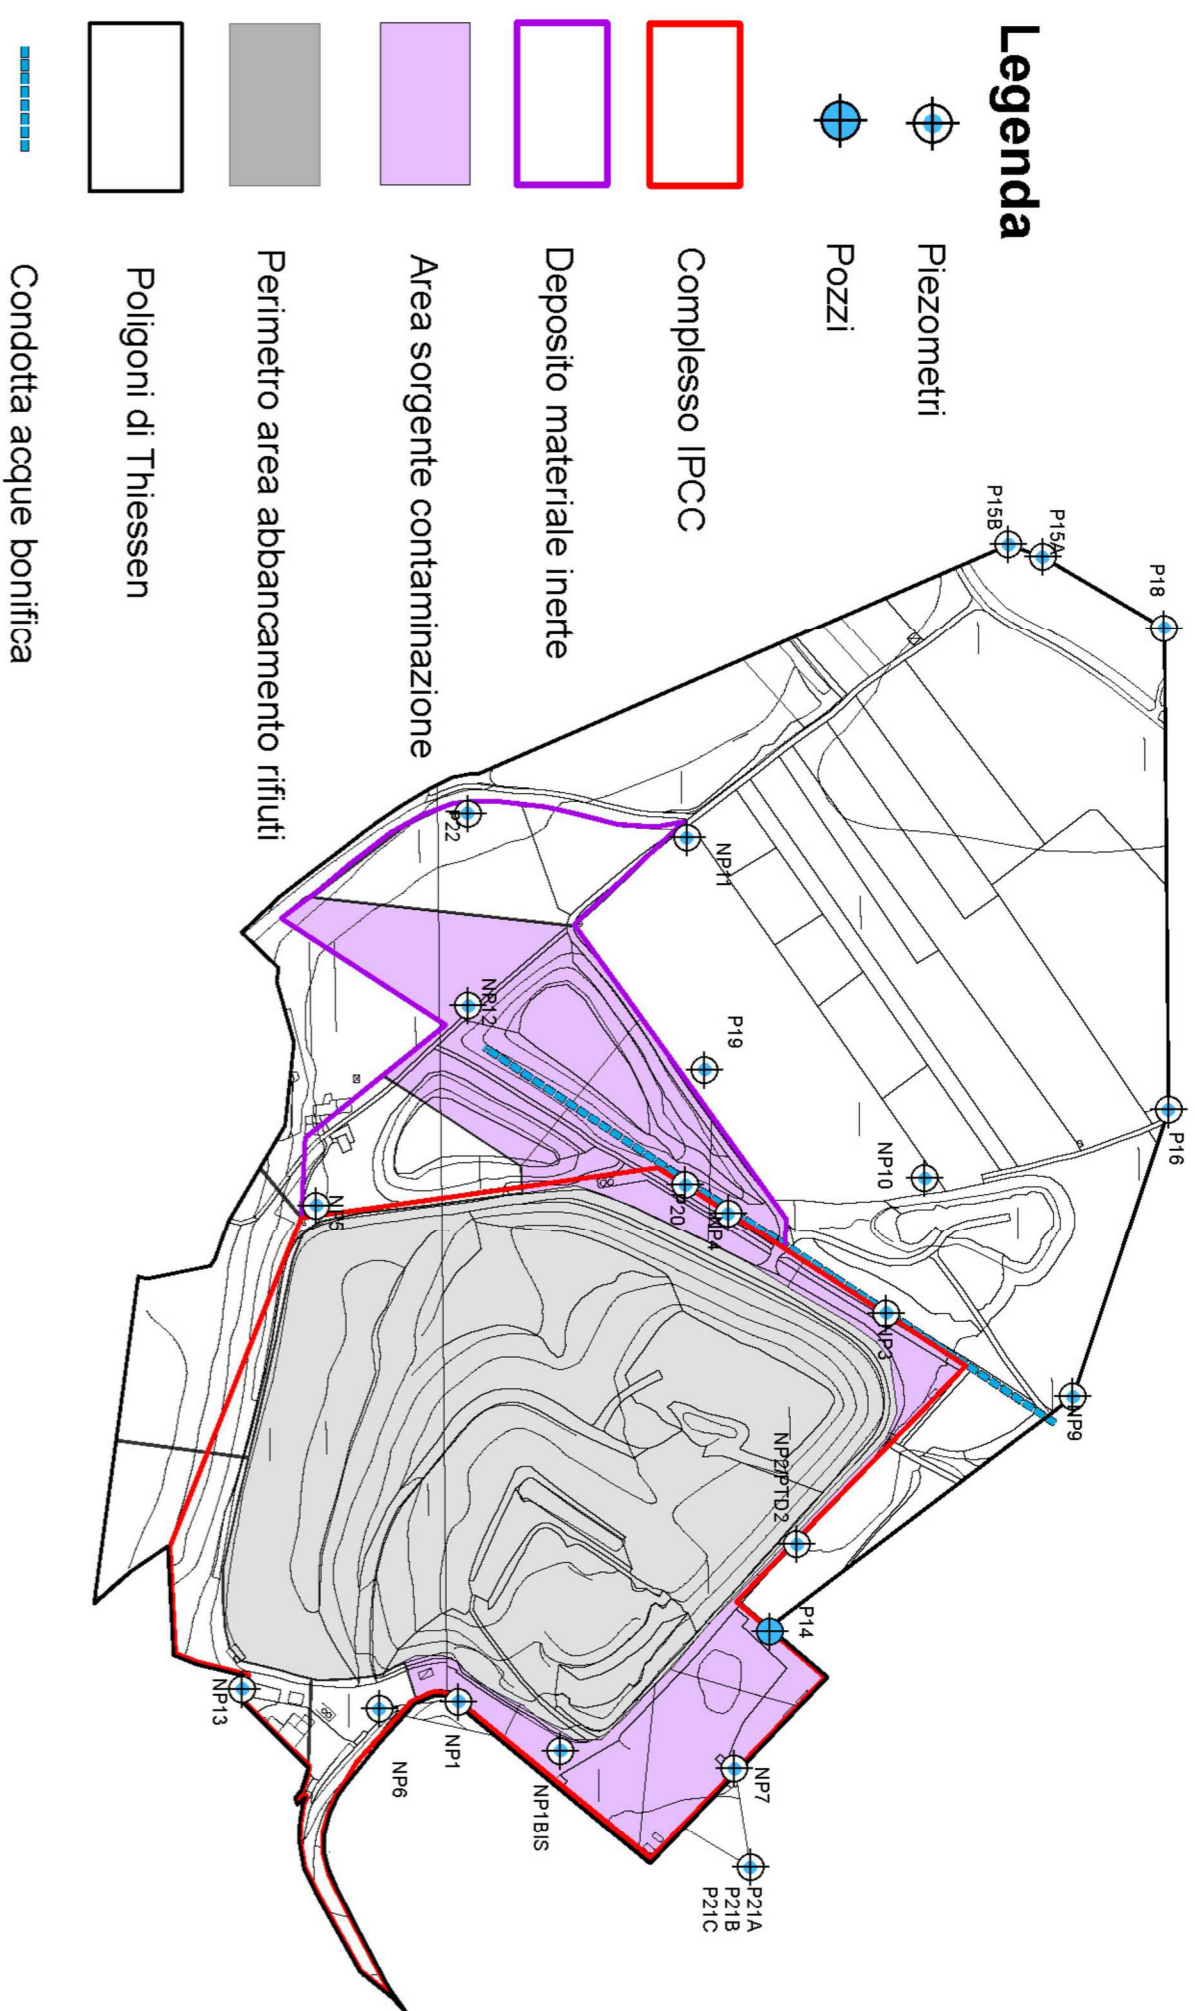 Legenda
Piezometri
Pozzi
Complesso IPCC
Deposito materiale inerte
Area sorgente contaminazione
Perimetro area abbancamento rifiuti
Poligoni di Thiessen
Condotta acque bonifica
P18
P15A
P15B
P16
NP9
NP10
P19
NP11
P22
NP12
P20
NP4
NP3
NP5
NP2/PTD2
P14
NP7
P21A
P21B
P21C
NP1BIS
NP1
NP6
NP13